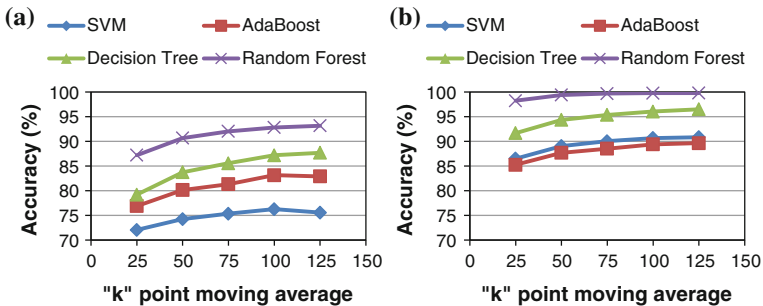 (a)
SVM
AdaBoost
Decision Tree
Random Forest
Accuracy (%)
100
95
90
85
80
75
70
0
25
50
75
100
125
150
"k" point moving average
(b)
SVM
AdaBoost
Decision Tree
Random Forest
Accuracy (%)
100
95
90
85
80
75
70
0
25
50
75
100
125
150
"k" point moving average